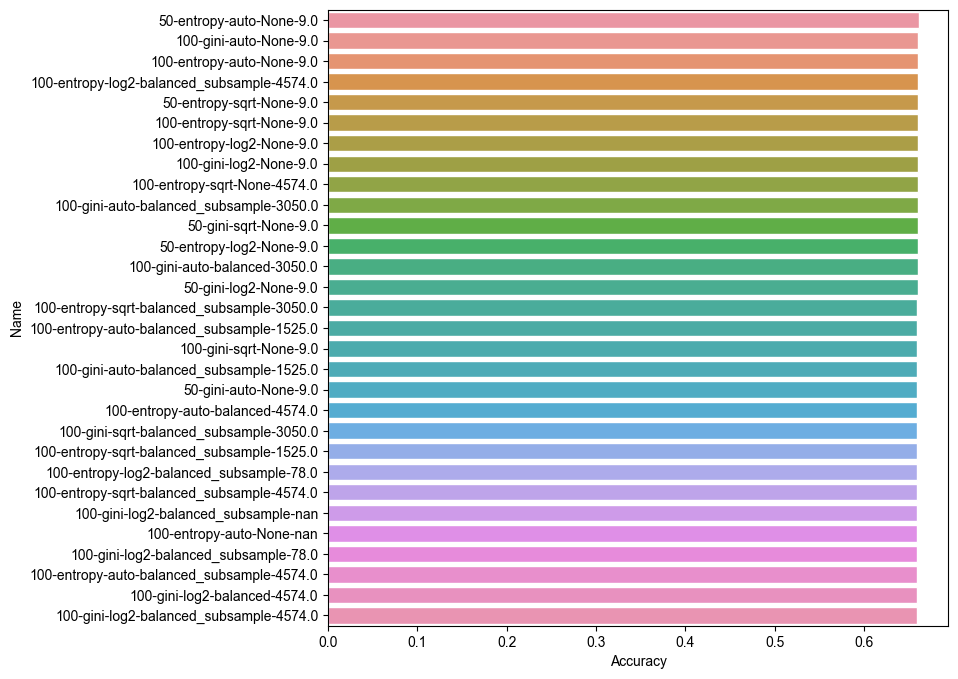 50-entropy-auto-None-9.0
100-gini-auto-None-9.0
100-entropy-auto-None-9.0
100-entropy-log2-balanced_subsample-4574.0
50-entropy-sqrt-None-9.0
100-entropy-sqrt-None-9.0
100-entropy-log2-None-9.0
100-gini-log2-None-9.0
100-entropy-sqrt-None-4574.0
100-gini-auto-balanced_subsample-3050.0
50-gini-sqrt-None-9.0
50-entropy-log2-None-9.0
100-gini-auto-balanced-3050.0
50-gini-log2-None-9.0
100-entropy-sqrt-balanced_subsample-3050.0
100-entropy-auto-balanced_subsample-1525.0
100-gini-sqrt-None-9.0
100-gini-auto-balanced_subsample-1525.0
50-gini-auto-None-9.0
100-entropy-auto-balanced-4574.0
100-gini-sqrt-balanced_subsample-3050.0
100-entropy-sqrt-balanced_subsample-1525.0
100-entropy-log2-balanced_subsample-78.0
100-entropy-sqrt-balanced_subsample-4574.0
100-gini-log2-balanced_subsample-nan
100-entropy-auto-None-nan
100-gini-log2-balanced_subsample-78.0
100-entropy-auto-balanced_subsample-4574.0
100-gini-log2-balanced-4574.0
100-gini-log2-balanced_subsample-4574.0
Name
0.0 0.1 0.2 0.3 0.4 0.5 0.6
Accuracy